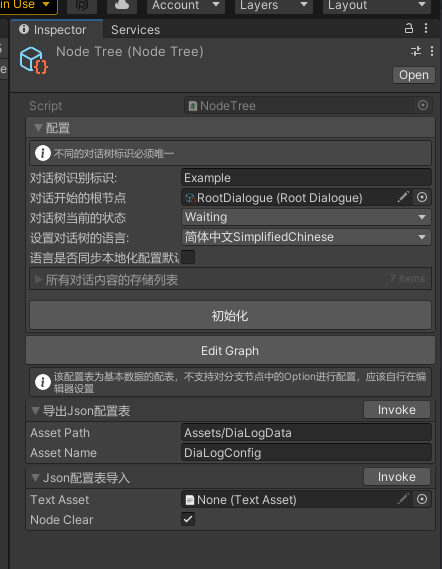 in Use
Account
Layers
Layout
Inspector
Services
Node Tree (Node Tree)
Open
Script
NodeTree
配置
不同的对话树标识必须唯一
对话树识别标识:
Example
对话开始的根节点
RootDialogue (Root Dialogue)
对话树当前的状态
Waiting
设置对话树的语言:
简体中文SimplifiedChinese
语言是否同步本地化配置默认
所有对话内容的存储列表
7 items
初始化
Edit Graph
该配置表为基本数据的配表，不支持对分支节点中的Option进行配置，应该自行在编
辑器设置
导出Json配置表
Invoke
Asset Path
Assets/DiaLogData
Asset Name
DiaLogConfig
Json配置表导入
Invoke
Text Asset
None (Text Asset)
Node Clear